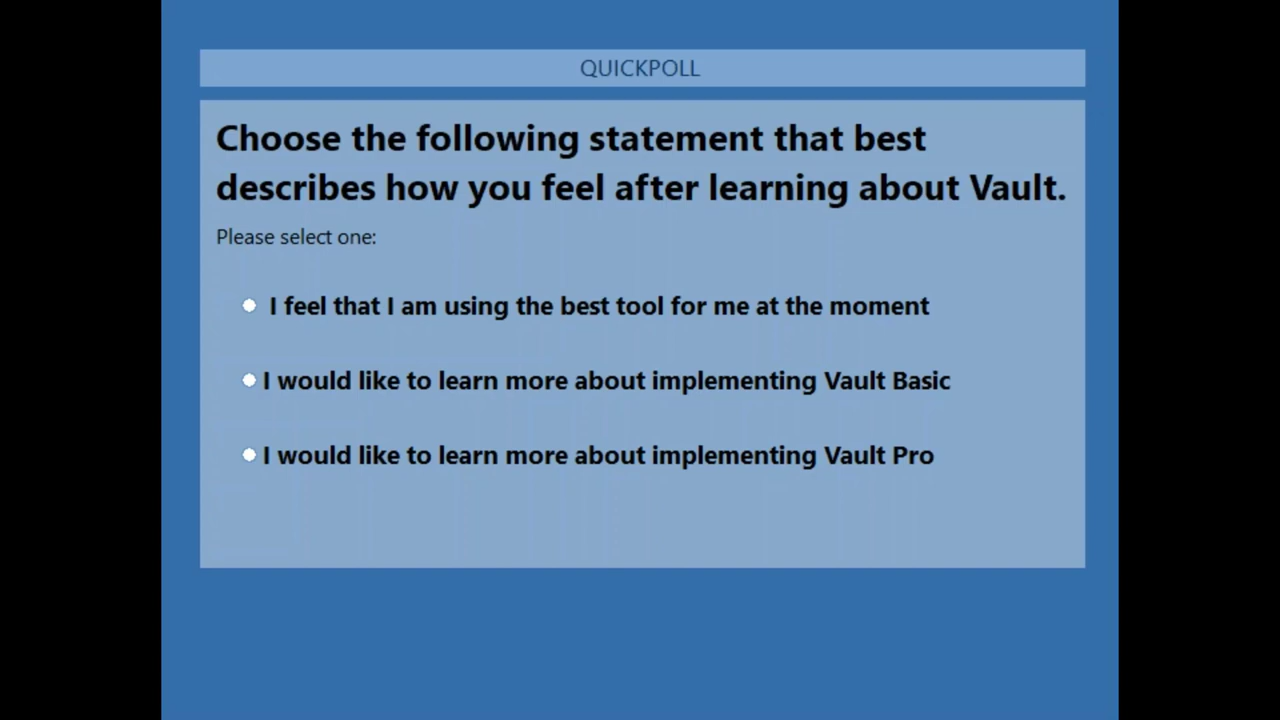 QUICKPOLL
Choose the following statement that best
describes how you feel after learning about Vault.
Please select one:
I feel that I am using the best tool for me at the moment
I would like to learn more about implementing Vault Basic
I would like to learn more about implementing Vault Pro